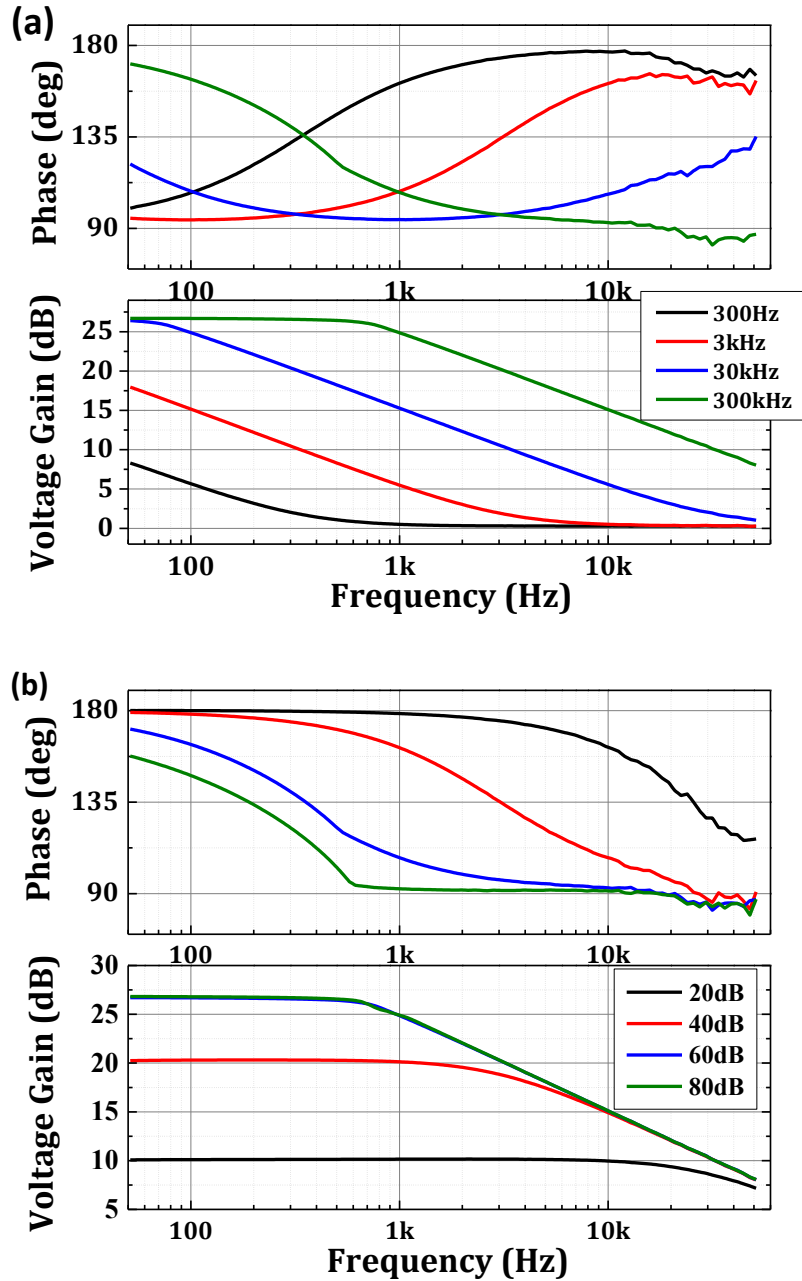 (a)
Phase (deg)
180
135
90
100 1k 10k
Voltage Gain (dB)
25
20
15
10
5
0
300Hz
3kHz
30kHz
300kHz
100 1k 10k
Frequency (Hz)
(b)
Phase (deg)
180
135
90
100 1k 10k
Voltage Gain (dB)
30
25
20
15
10
5
20dB
40dB
60dB
80dB
100 1k 10k
Frequency (Hz)